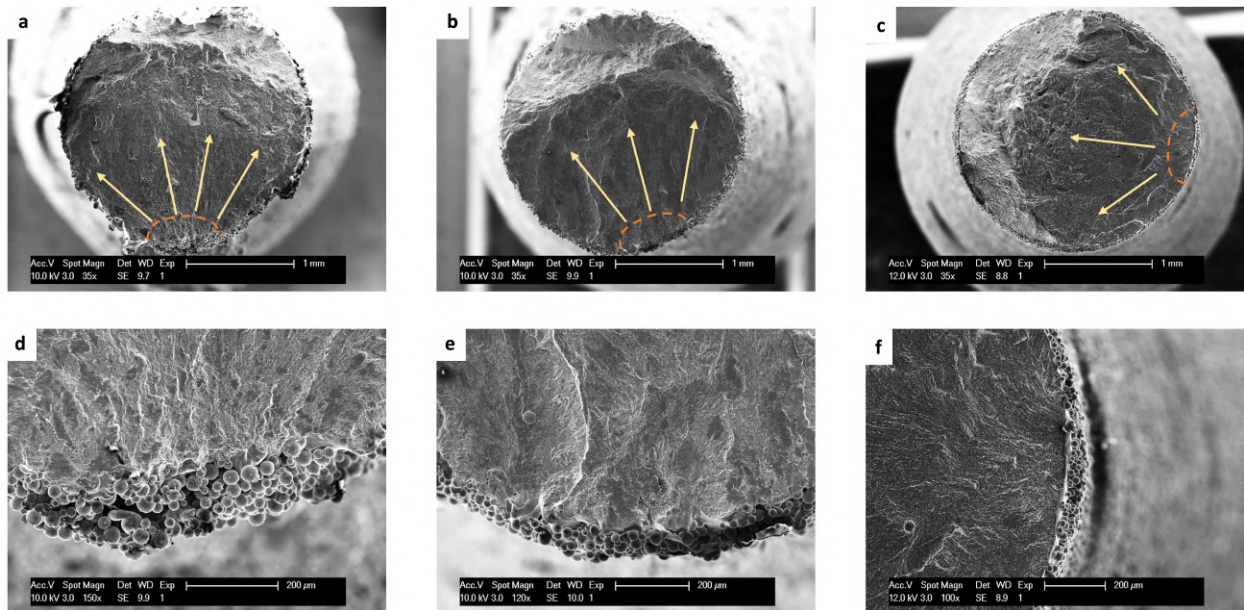 a
Acc.V Spot Magn Det WD Exp 1 mm
10.0 kV 3.0 35x SE 9.7 1
b
Acc.V Spot Magn Det WD Exp 1 mm
10.0 kV 3.0 35x SE 9.9 1
c
Acc.V Spot Magn Det WD Exp 1 mm
12.0 kV 3.0 35x SE 8.8 1
d
Acc.V Spot Magn Det WD Exp 200 µm
10.0 kV 3.0 150x SE 9.9 1
e
Acc.V Spot Magn Det WD Exp 200 µm
10.0 kV 3.0 120x SE 10.0 1
f
Acc.V Spot Magn Det WD Exp 200 µm
12.0 kV 3.0 100x SE 8.9 1